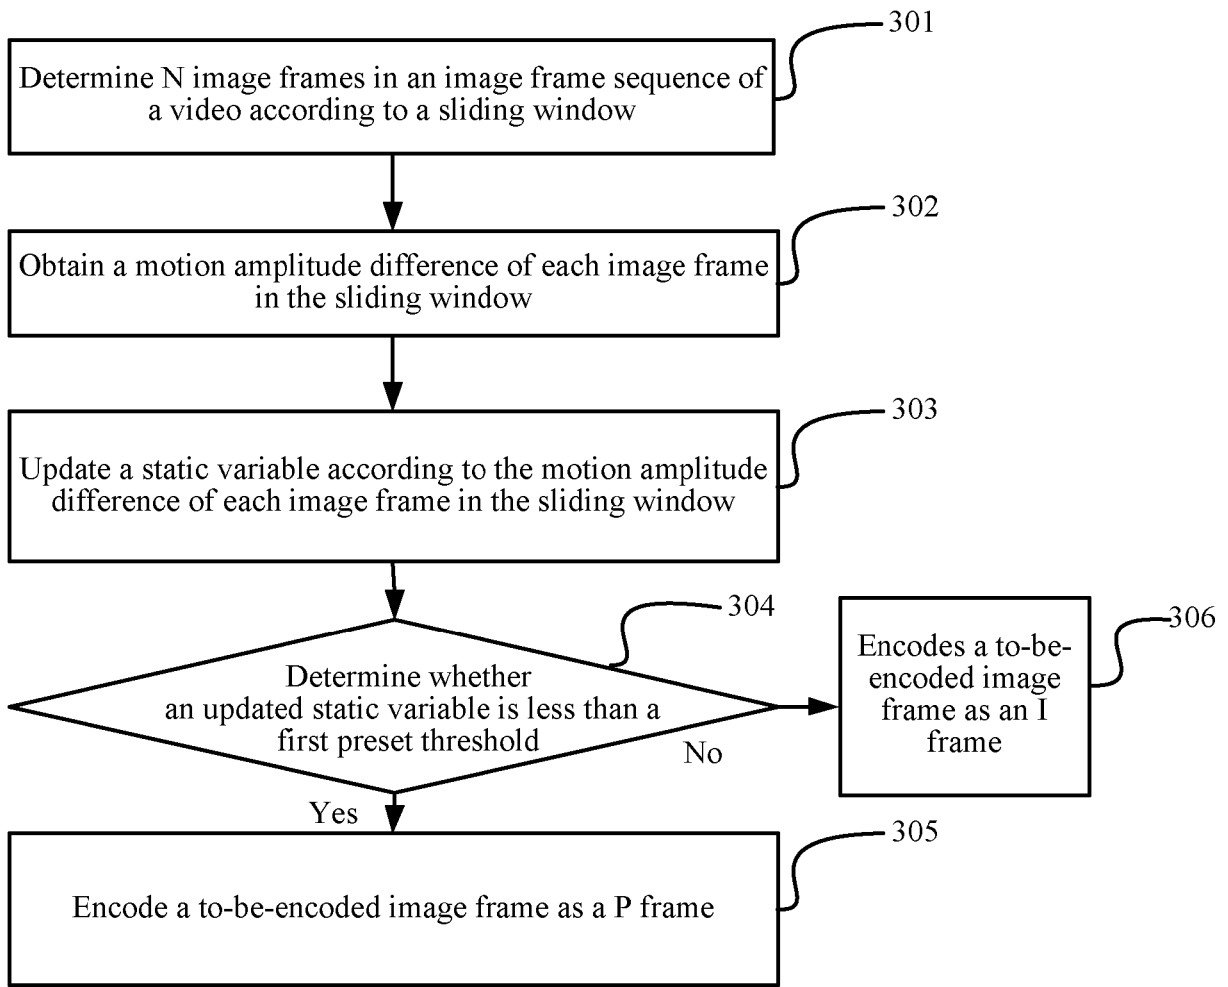 301
Determine N image frames in an image frame sequence of
a video according to a sliding window
302
Obtain a motion amplitude difference of each image frame
in the sliding window
303
Update a static variable according to the motion amplitude
difference of each image frame in the sliding window
304
Determine whether
an updated static variable is less than a
first preset threshold
No
306
Encodes a to-be-
encoded image
frame as an I
frame
Yes
305
Encode a to-be-encoded image frame as a P frame